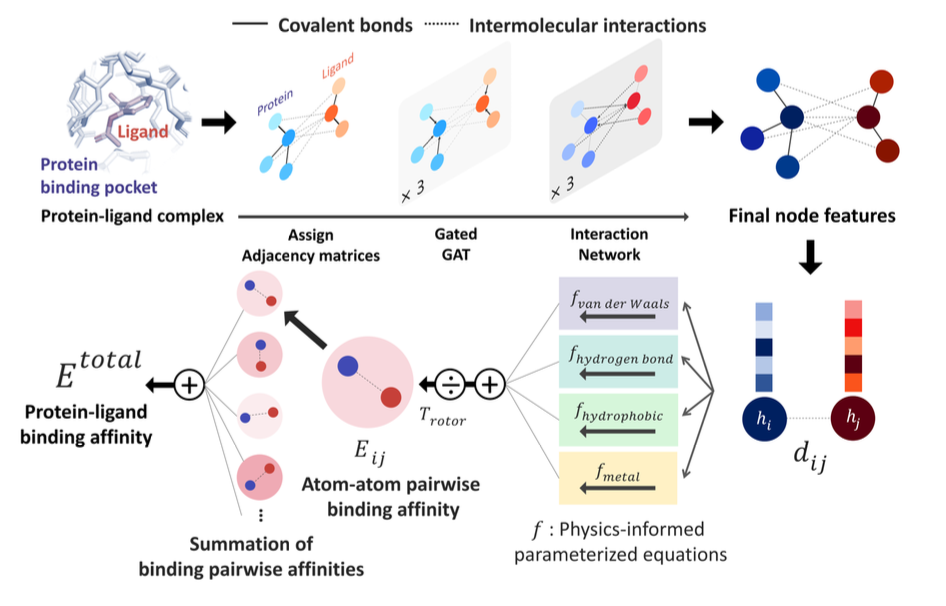 Covalent bonds
Intermolecular interactions
Ligand
Protein
binding pocket
Protein
Ligand
× 3
× 3
Protein-ligand complex
Assign
Adjacency matrices
Gated
GAT
Interaction
Network
Final node features
E^{total}
Protein-ligand
binding affinity
+
E_{ij}
Atom-atom pairwise
binding affinity
÷
+
T_{rotor}
f_{van der Waals}
f_{hydrogen bond}
f_{hydrophobic}
f_{metal}
h_i
h_j
d_{ij}
⋮
Summation of
binding pairwise affinities
f : Physics-informed
parameterized equations